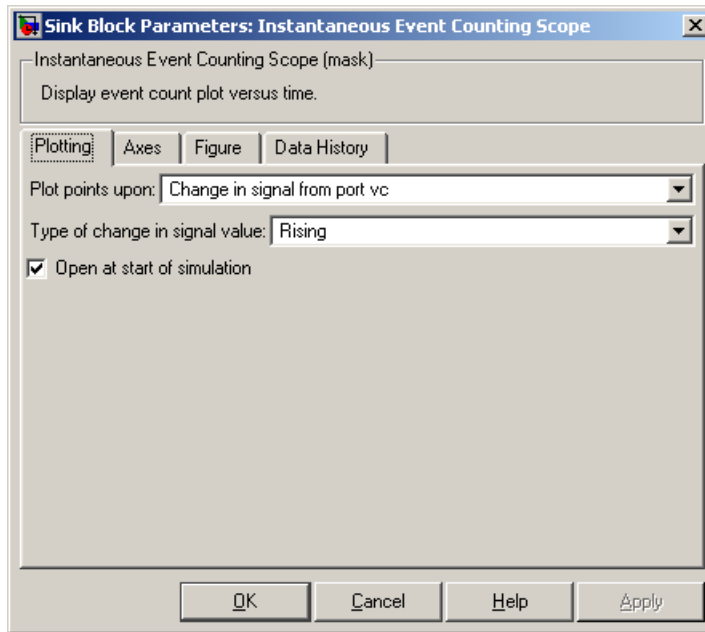 Sink Block Parameters: Instantaneous Event Counting Scope
Instantaneous Event Counting Scope (mask)
Display event count plot versus time.
Plotting Axes Figure Data History
Plot points upon: Change in signal from port vc
Type of change in signal value: Rising
Open at start of simulation
OK Cancel Help Apply